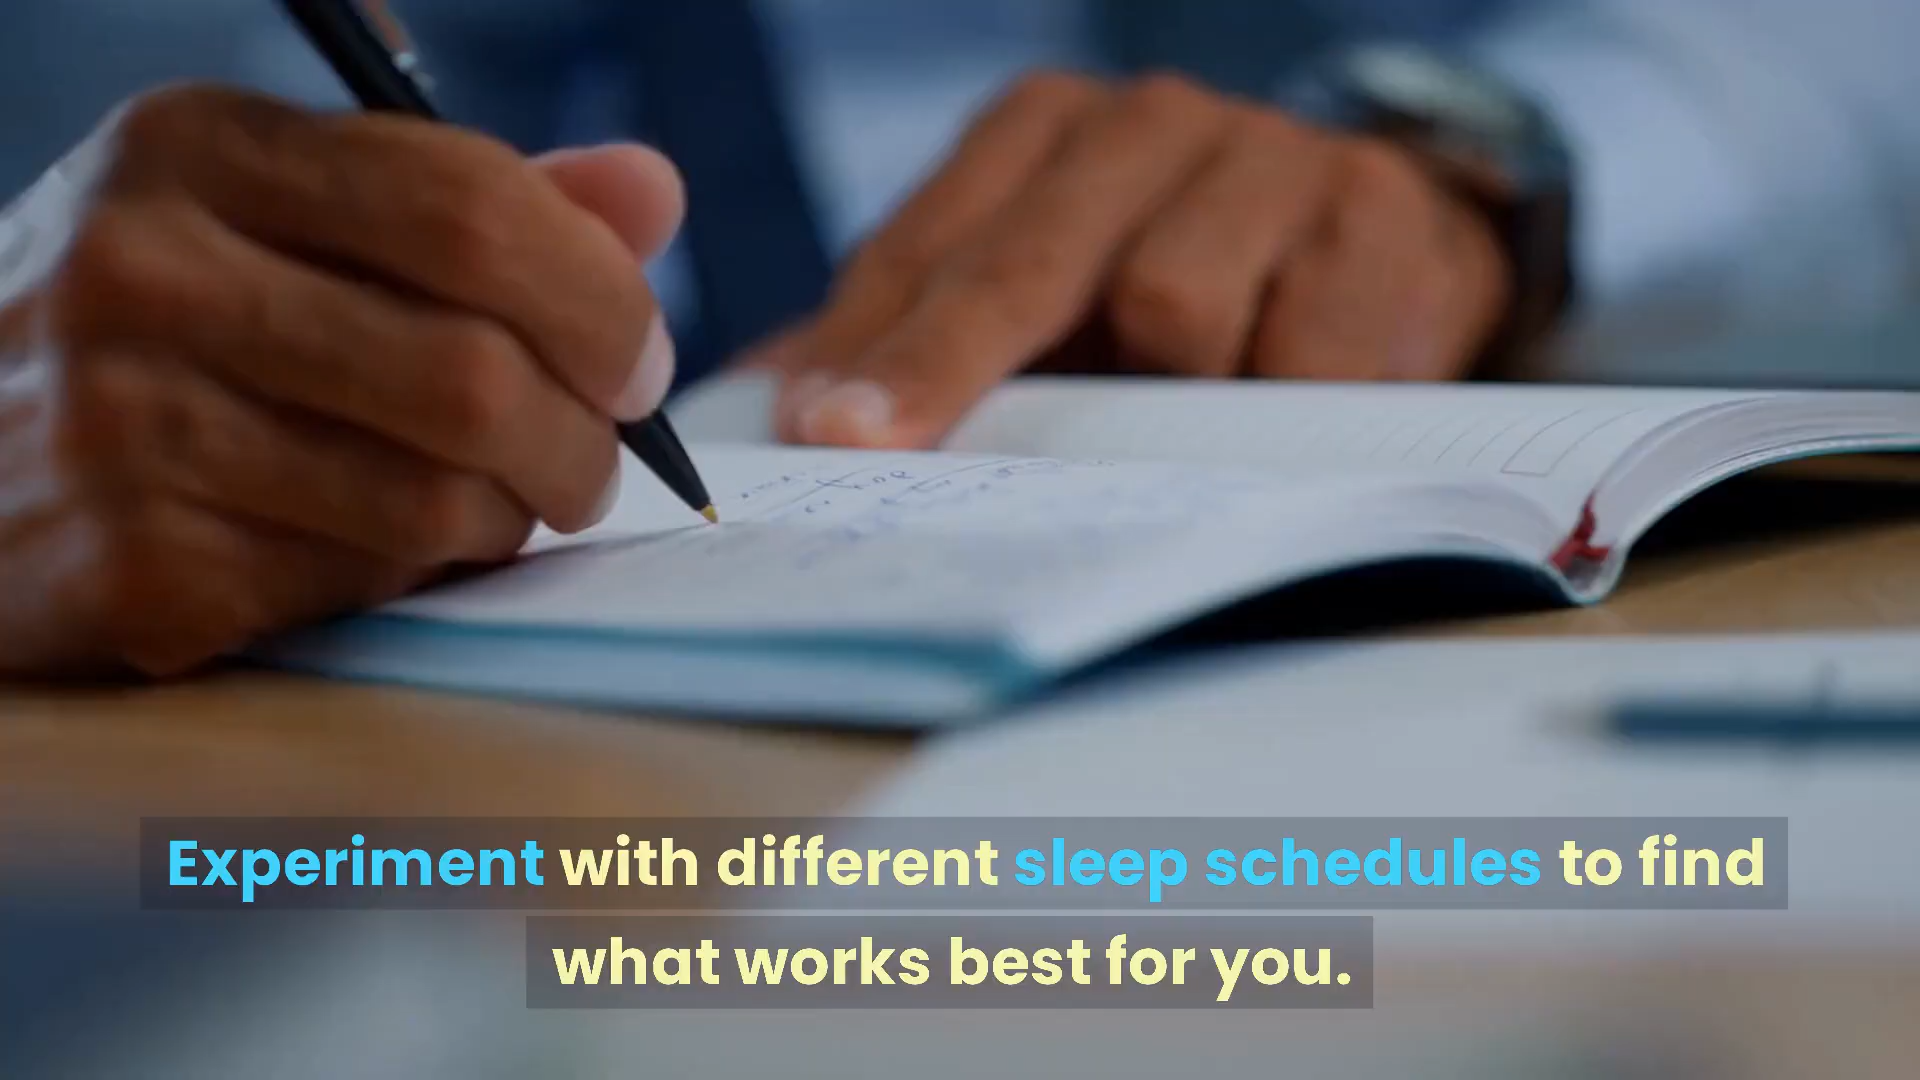 Experiment with different sleep schedules to find
what works best for you.